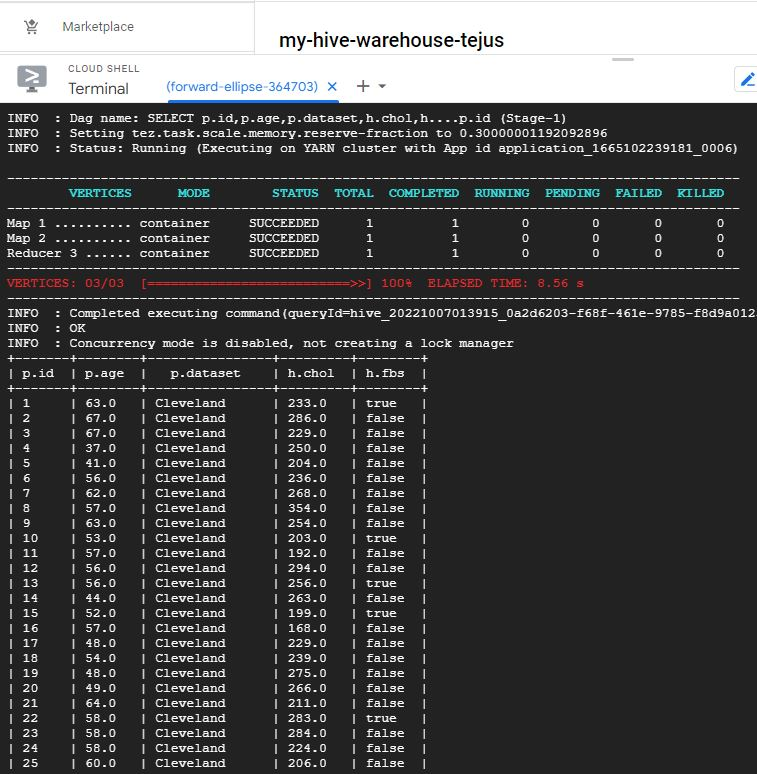 Marketplace
my-hive-warehouse-tejus
CLOUD SHELL
Terminal
(forward-ellipse-364703) × + ▾
INFO  : Dag name: SELECT p.id,p.age,p.dataset,h.chol,h....p.id (Stage-1)
INFO  : Setting tez.task.scale.memory.reserve-fraction to 0.30000001192092896
INFO  : Status: Running (Executing on YARN cluster with App id application_1665102239181_0006)
----------------------------------------------------------------------------------------------
VERTICES      MODE        STATUS  TOTAL  COMPLETED  RUNNING  PENDING  FAILED  KILLED
----------------------------------------------------------------------------------------------
Map 1 .......... container     SUCCEEDED      1          1        0        0       0       0
Map 2 .......... container     SUCCEEDED      1          1        0        0       0       0
Reducer 3 ...... container     SUCCEEDED      1          1        0        0       0       0
----------------------------------------------------------------------------------------------
VERTICES: 03/03  [==========================>>] 100%  ELAPSED TIME: 8.56 s
----------------------------------------------------------------------------------------------
INFO  : Completed executing command(queryId=hive_20221007013915_0a2d6203-f68f-461e-9785-f8d9a012
INFO  : OK
INFO  : Concurrency mode is disabled, not creating a lock manager
+-------+--------+----------------+---------+--------+
| p.id  | p.age  |   p.dataset    | h.chol  | h.fbs  |
+-------+--------+----------------+---------+--------+
| 1     | 63.0   | Cleveland      | 233.0   | true   |
| 2     | 67.0   | Cleveland      | 286.0   | false  |
| 3     | 67.0   | Cleveland      | 229.0   | false  |
| 4     | 37.0   | Cleveland      | 250.0   | false  |
| 5     | 41.0   | Cleveland      | 204.0   | false  |
| 6     | 56.0   | Cleveland      | 236.0   | false  |
| 7     | 62.0   | Cleveland      | 268.0   | false  |
| 8     | 57.0   | Cleveland      | 354.0   | false  |
| 9     | 63.0   | Cleveland      | 254.0   | false  |
| 10    | 53.0   | Cleveland      | 203.0   | true   |
| 11    | 57.0   | Cleveland      | 192.0   | false  |
| 12    | 56.0   | Cleveland      | 294.0   | false  |
| 13    | 56.0   | Cleveland      | 256.0   | true   |
| 14    | 44.0   | Cleveland      | 263.0   | false  |
| 15    | 52.0   | Cleveland      | 199.0   | true   |
| 16    | 57.0   | Cleveland      | 168.0   | false  |
| 17    | 48.0   | Cleveland      | 229.0   | false  |
| 18    | 54.0   | Cleveland      | 239.0   | false  |
| 19    | 48.0   | Cleveland      | 275.0   | false  |
| 20    | 49.0   | Cleveland      | 266.0   | false  |
| 21    | 64.0   | Cleveland      | 211.0   | false  |
| 22    | 58.0   | Cleveland      | 283.0   | true   |
| 23    | 58.0   | Cleveland      | 284.0   | false  |
| 24    | 58.0   | Cleveland      | 224.0   | false  |
| 25    | 60.0   | Cleveland      | 206.0   | false  |